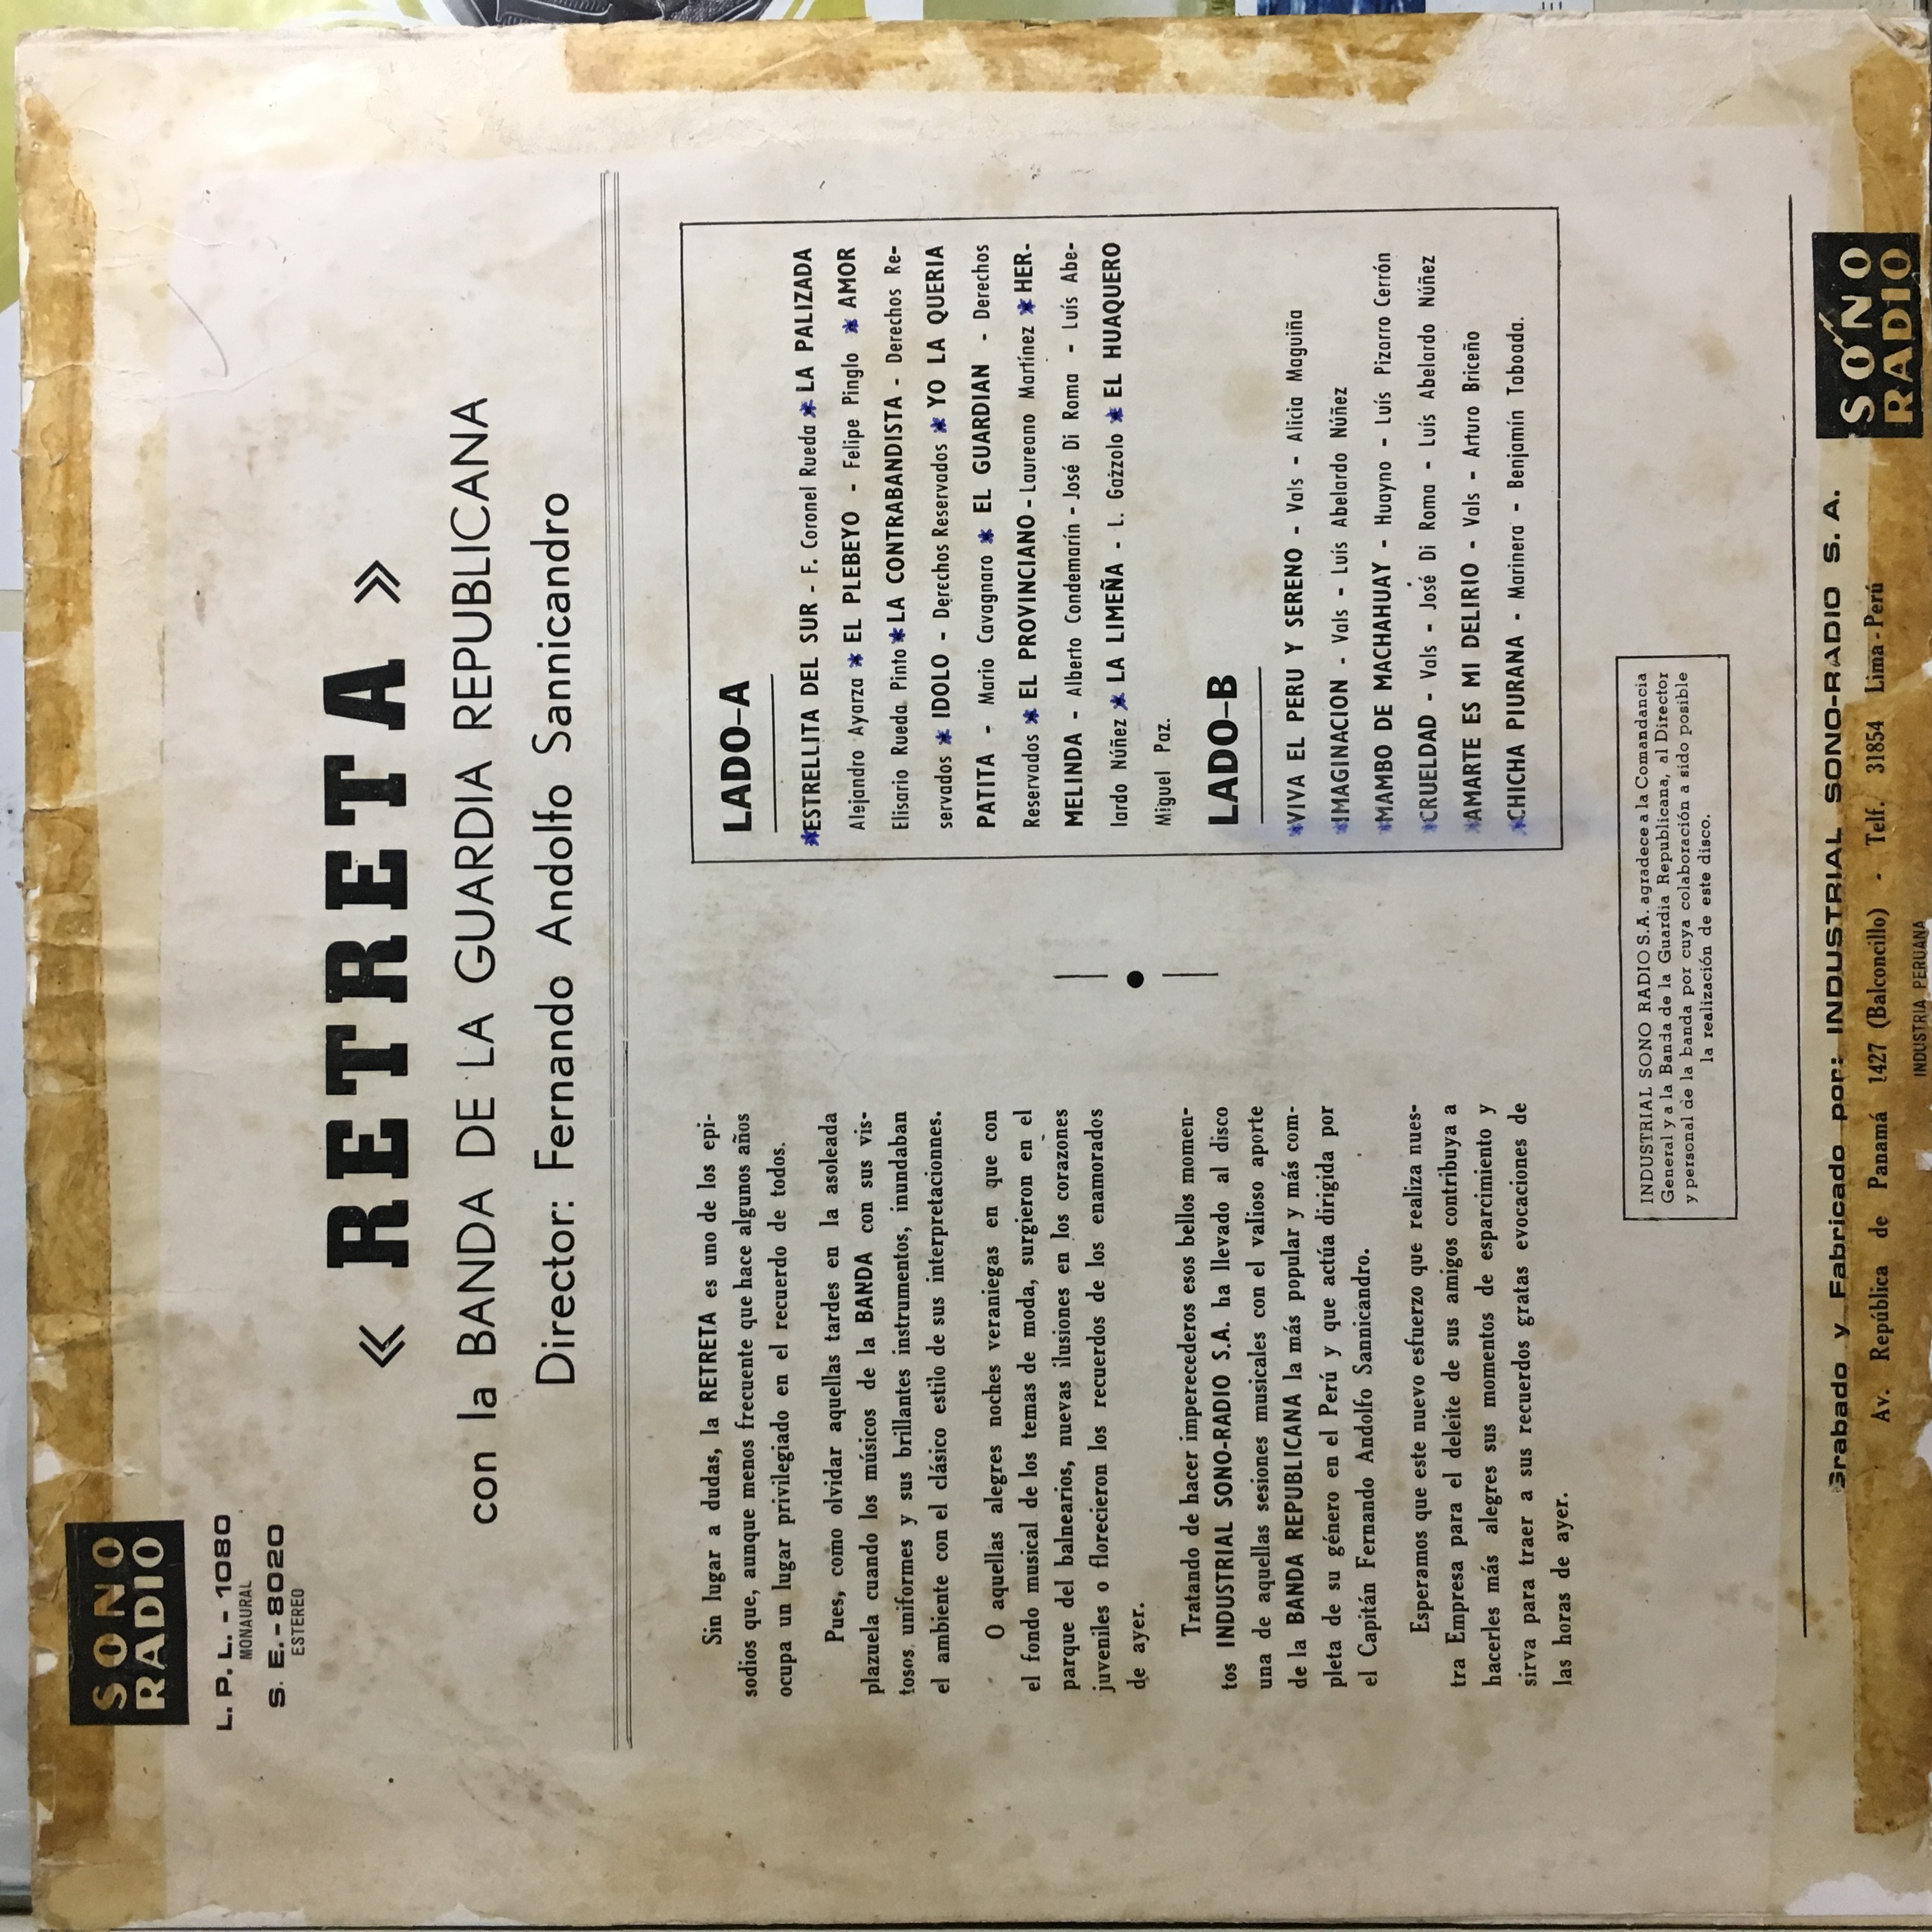 SONO
RADIO
L. P. L. - 1080
MONAURAL
S. E. - 8020
ESTEREO
« RETRETA »
con la BANDA DE LA GUARDIA REPUBLICANA
Director: Fernando Andolfo Sannicandro
Sin lugar a dudas, la RETRETA es uno de los epi-
sodios que, aunque menos frecuente que hace algunos años
ocupa un lugar privilegiado en el recuerdo de todos.
Pues, como olvidar aquellas tardes en la asoleada
plazuela cuando los músicos de la BANDA con sus vis-
tosos uniformes y sus brillantes instrumentos, inundaban
el ambiente con el clásico estilo de sus interpretaciones.
O aquellas alegres noches veraniegas en que con
el fondo musical de los temas de moda, surgieron en el
parque del balnearios, nuevas ilusiones en los corazones
juveniles o florecieron los recuerdos de los enamorados
de ayer.
Tratando de hacer imperecederos esos bellos momen-
tos INDUSTRIAL SONO-RADIO S.A. ha llevado al disco
una de aquellas sesiones musicales con el valioso aporte
de la BANDA REPUBLICANA la más popular y más com-
pleta de su género en el Perú y que actúa dirigida por
el Capitán Fernando Andolfo Sannicandro.
Esperamos que este nuevo esfuerzo que realiza nues-
tra Empresa para el deleite de sus amigos contribuya a
hacerles más alegres sus momentos de esparcimiento y
sirva para traer a sus recuerdos gratas evocaciones de
las horas de ayer.
LADO-A
*ESTRELLITA DEL SUR - F. Coronel Rueda * LA PALIZADA
Alejandro Ayarza * EL PLEBEYO - Felipe Pinglo * AMOR
Elisario Rueda Pinto * LA CONTRABANDISTA - Derechos Re-
servados * IDOLO - Derechos Reservados * YO LA QUERIA
PATITA - Mario Cavagnaro * EL GUARDIAN - Derechos
Reservados * EL PROVINCIANO - Laureano Martínez * HER-
MELINDA - Alberto Condemarín - José Di Roma - Luís Abe-
lardo Núñez * LA LIMEÑA - L. Gazzolo * EL HUAQUERO
Miguel Paz.
LADO-B
*VIVA EL PERU Y SERENO - Vals - Alicia Maguiña
*IMAGINACION - Vals - Luís Abelardo Núñez
*MAMBO DE MACHAHUAY - Huayno - Luís Pizarro Cerrón
*CRUELDAD - Vals - José Di Roma - Luís Abelardo Núñez
*AMARTE ES MI DELIRIO - Vals - Arturo Briceño
*CHICHA PIURANA - Marinera - Benjamín Taboada.
INDUSTRIAL SONO RADIO S.A. agradece a la Comandancia
General y a la Banda de la Guardia Republicana, al Director
y personal de la banda por cuya colaboración a sido posible
la realización de este disco.
Grabado y Fabricado por: INDUSTRIAL SONO-RADIO S. A.
Av. República de Panamá 1427 (Balconcillo) - Telf. 31854 Lima - Perú
INDUSTRIA PERUANA
SONO
RADIO